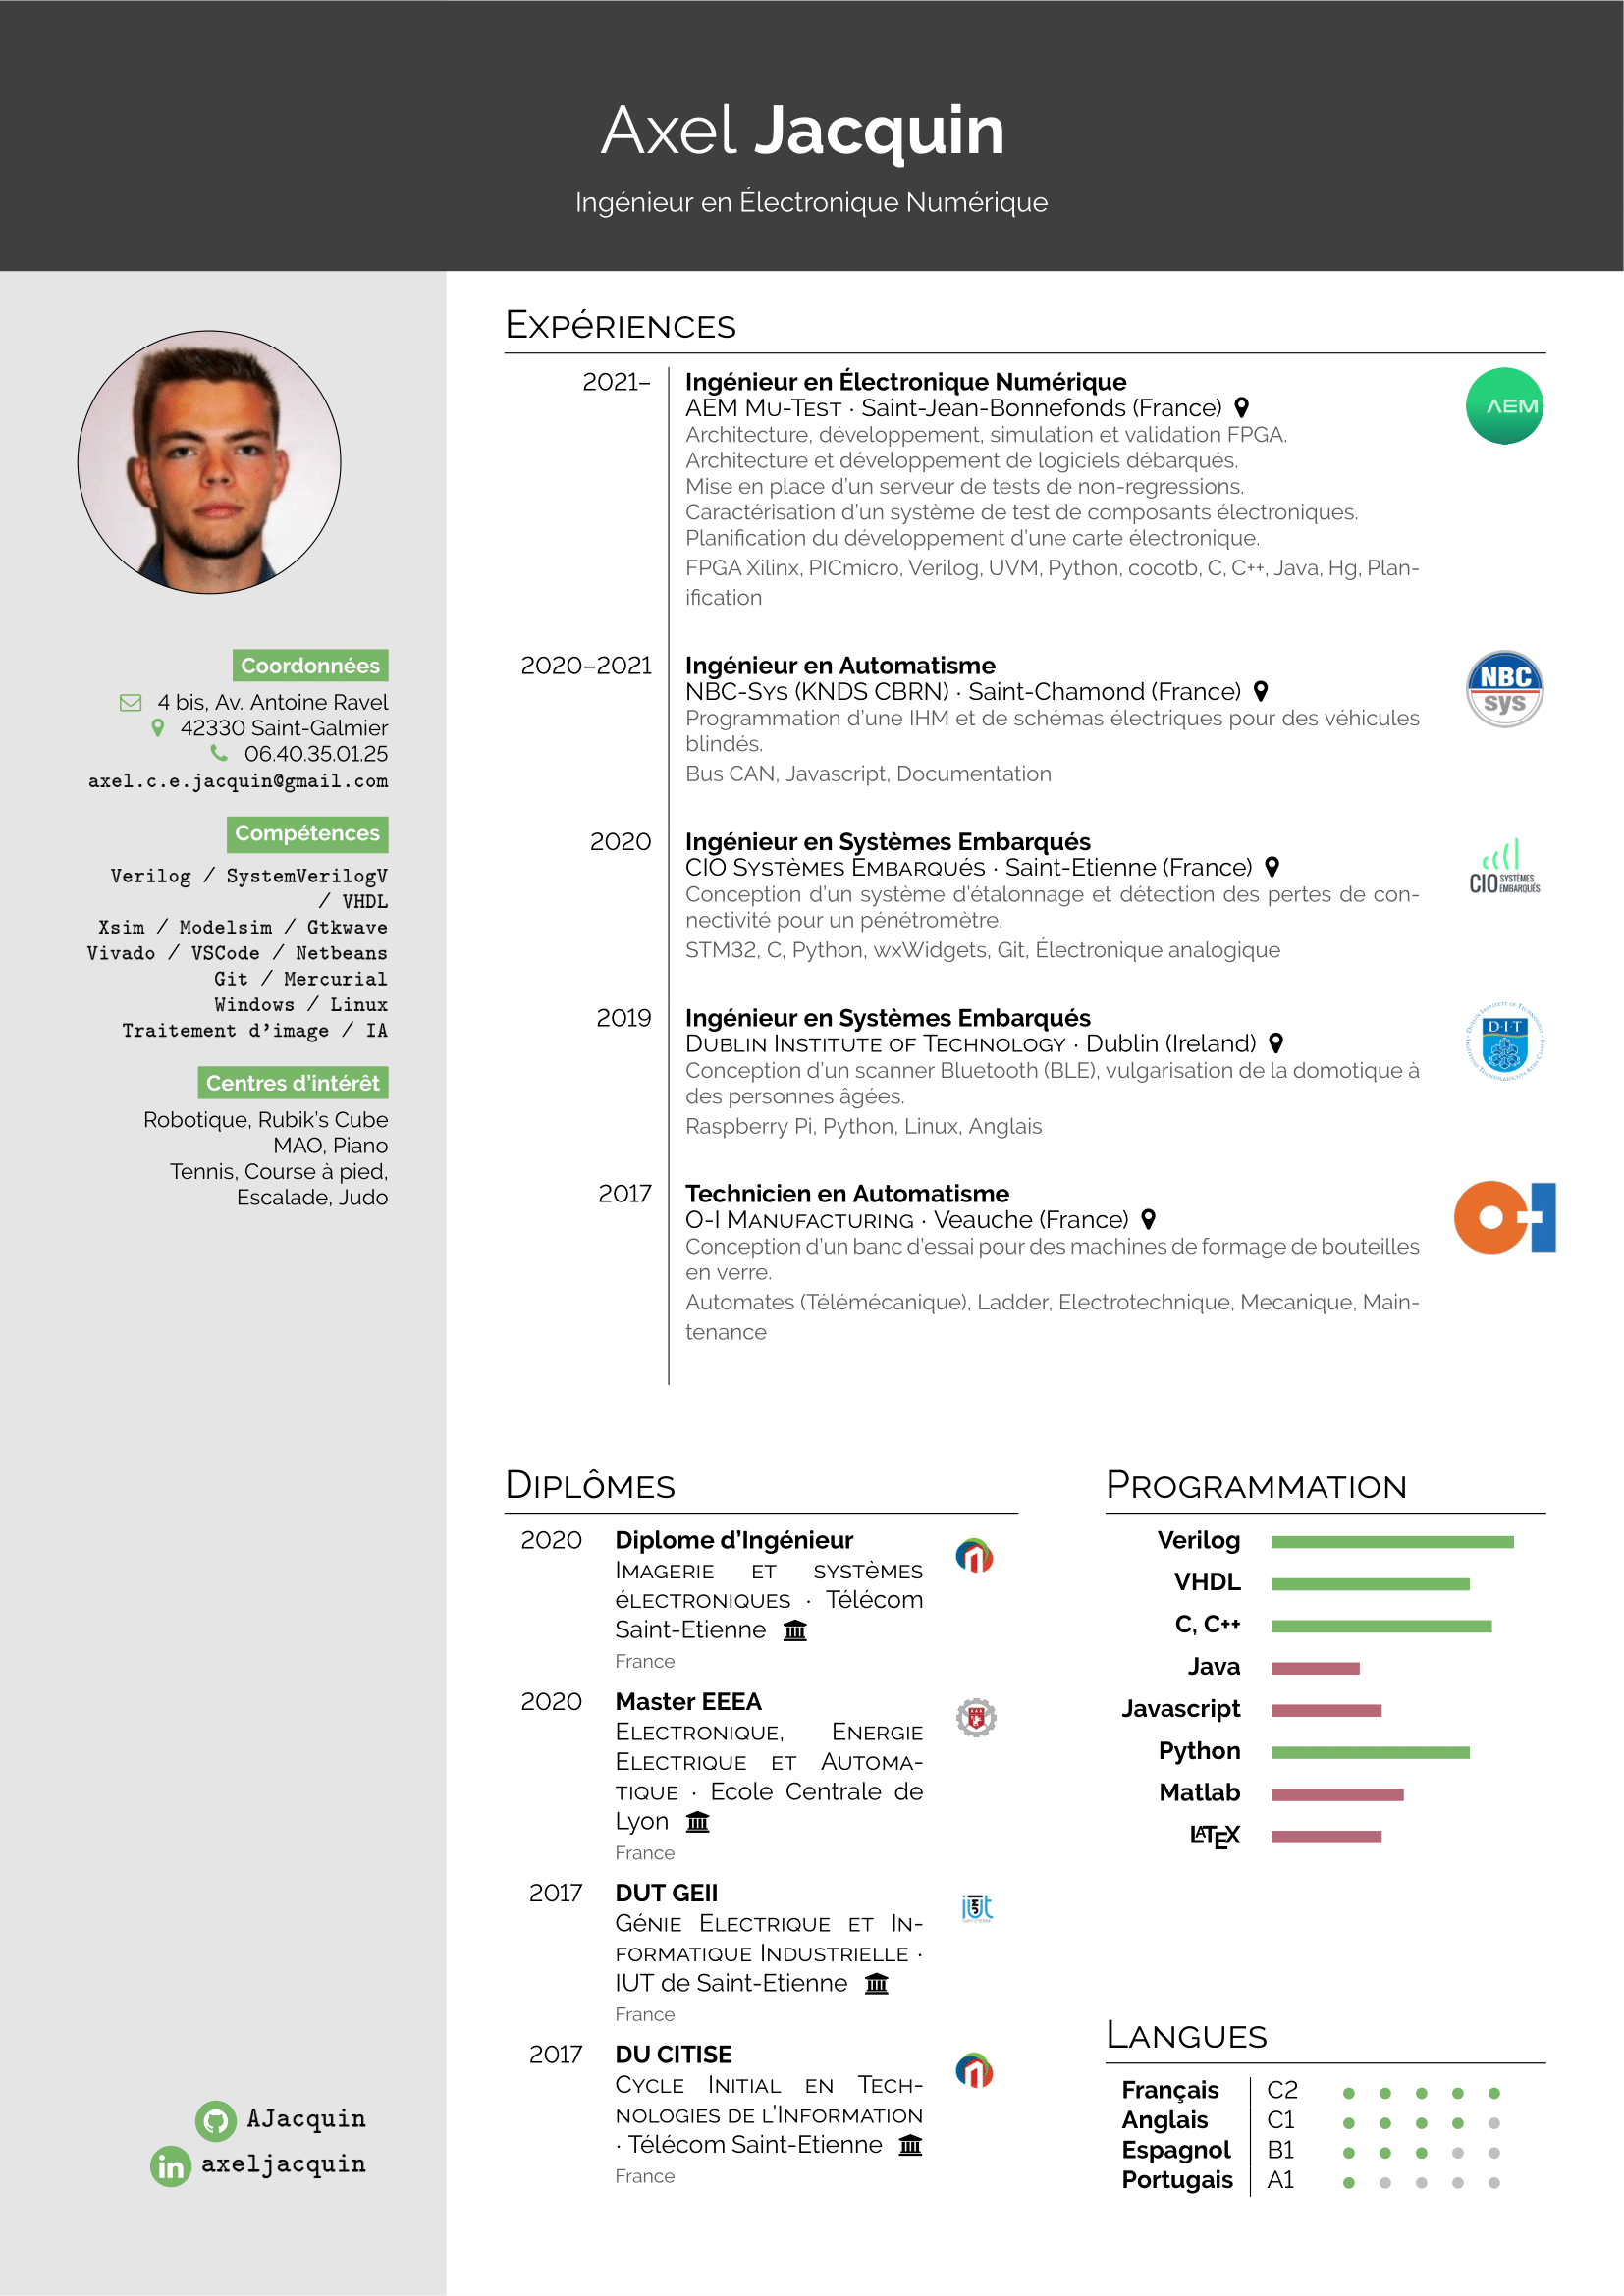 Axel Jacquin
Ingénieur en Électronique Numérique
Coordonnées
4 bis, Av. Antoine Ravel
42330 Saint-Galmier
06.40.35.01.25
axel.c.e.jacquin@gmail.com
Compétences
Verilog / SystemVerilogV
/ VHDL
Xsim / Modelsim / Gtkwave
Vivado / VSCode / Netbeans
Git / Mercurial
Windows / Linux
Traitement d'image / IA
Centres d'intérêt
Robotique, Rubik's Cube
MAO, Piano
Tennis, Course à pied,
Escalade, Judo
AJacquin
in axeljacquin
Expériences
2021– Ingénieur en Électronique Numérique
AEM Mu-Test · Saint-Jean-Bonnefonds (France)
AEM
Architecture, développement, simulation et validation FPGA.
Architecture et développement de logiciels débarqués.
Mise en place d'un serveur de tests de non-regressions.
Caractérisation d'un système de test de composants électroniques.
Planification du développement d'une carte électronique.
FPGA Xilinx, PICmicro, Verilog, UVM, Python, cocotb, C, C++, Java, Hg, Plan-
ification
2020–2021 Ingénieur en Automatisme
NBC-Sys (KNDS CBRN) · Saint-Chamond (France)
NBC
sys
Programmation d'une IHM et de schémas électriques pour des véhicules
blindés.
Bus CAN, Javascript, Documentation
2020 Ingénieur en Systèmes Embarqués
CIO Systèmes Embarqués · Saint-Etienne (France)
CIO SYSTÈMES
EMBARQUÉS
Conception d'un système d'étalonnage et détection des pertes de con-
nectivité pour un pénétromètre.
STM32, C, Python, wxWidgets, Git, Électronique analogique
2019 Ingénieur en Systèmes Embarqués
Dublin Institute of Technology · Dublin (Ireland)
D·I·T
Conception d'un scanner Bluetooth (BLE), vulgarisation de la domotique à
des personnes âgées.
Raspberry Pi, Python, Linux, Anglais
2017 Technicien en Automatisme
O-I Manufacturing · Veauche (France)
Conception d'un banc d'essai pour des machines de formage de bouteilles
en verre.
Automates (Télémécanique), Ladder, Electrotechnique, Mecanique, Main-
tenance
Diplômes
2020 Diplome d'Ingénieur
Imagerie et systèmes
électroniques · Télécom
Saint-Etienne
France
2020 Master EEEA
Electronique, Energie
Electrique et Automa-
tique · Ecole Centrale de
Lyon
France
2017 DUT GEII
Génie Electrique et In-
formatique Industrielle ·
IUT de Saint-Etienne
iut
France
2017 DU CITISE
Cycle Initial en Tech-
nologies de l'Information
· Télécom Saint-Etienne
France
Programmation
Verilog
VHDL
C, C++
Java
Javascript
Python
Matlab
LATEX
Langues
Français C2
Anglais C1
Espagnol B1
Portugais A1